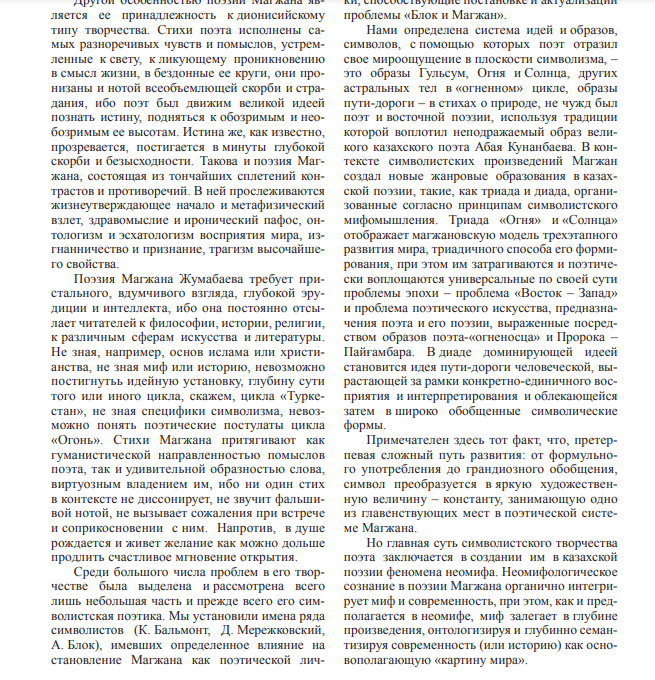 Другой особенностью поэзии Магжана яв-
ляется ее принадлежность к дионисийскому
типу творчества. Стихи поэта исполнены са-
мых разноречивых чувств и помыслов, устрем-
ленные к свету, к ликующему проникновению
в смысл жизни, в бездонные ее круги, они про-
низаны и нотой всеобъемлющей скорби и стра-
дания, ибо поэт был движим великой идеей
познать истину, подняться к обозримым и нео-
бозримым ее высотам. Истина же, как известно,
прозревается, постигается в минуты глубокой
скорби и безысходности. Такова и поэзия Маг-
жана, состоящая из тончайших сплетений кон-
трастов и противоречий. В ней прослеживаются
жизнеутверждающее начало и метафизический
взлет, здравомыслие и иронический пафос, он-
тологизм и эсхатологизм восприятия мира, из-
гнанничество и признание, трагизм высочайше-
го свойства.
Поэзия Магжана Жумабаева требует при-
стального, вдумчивого взгляда, глубокой эру-
диции и интеллекта, ибо она постоянно отсы-
лает читателей к философии, истории, религии,
к различным сферам искусства и литературы.
Не зная, например, основ ислама или христи-
анства, не зная миф или историю, невозможно
постигнутьь идейную установку, глубину сути
того или иного цикла, скажем, цикла «Турке-
стан», не зная специфики символизма, невоз-
можно понять поэтические постулаты цикла
«Огонь». Стихи Магжана притягивают как
гуманистической направленностью помыслов
поэта, так и удивительной образностью слова,
виртуозным владением им, ибо ни один стих
в контексте не диссонирует, не звучит фальши-
вой нотой, не вызывает сожаления при встрече
и соприкосновении с ним. Напротив, в душе
рождается и живет желание как можно дольше
продлить счастливое мгновение открытия.
Среди большого числа проблем в его твор-
честве была выделена и рассмотрена всего
лишь небольшая часть и прежде всего его сим-
волистская поэтика. Мы установили имена ряда
символистов (К. Бальмонт, Д. Мережковский,
А. Блок), имевших определенное влияние на
становление Магжана как поэтической лич-
ки, способствующие постановке и актуализации
проблемы «Блок и Магжан».
Нами определена система идей и образов,
символов, с помощью которых поэт отразил
свое мироощущение в плоскости символизма, –
это образы Гульсум, Огня и Солнца, других
астральных тел в «огненном» цикле, образы
пути-дороги – в стихах о природе, не чужд был
поэт и восточной поэзии, используя традиции
которой воплотил неподражаемый образ вели-
кого казахского поэта Абая Кунанбаева. В кон-
тексте символистских произведений Магжан
создал новые жанровые образования в казах-
ской поэзии, такие, как триада и диада, органи-
зованные согласно принципам символистского
мифомышления. Триада «Огня» и «Солнца»
отображает магжановскую модель трехэтапного
развития мира, триадичного способа его форми-
рования, при этом им затрагиваются и поэтиче-
ски воплощаются универсальные по своей сути
проблемы эпохи – проблема «Восток – Запад»
и проблема поэтического искусства, предназна-
чения поэта и его поэзии, выраженные посред-
ством образов поэта-«огненосца» и Пророка –
Пайгамбара. В диаде доминирующей идеей
становится идея пути-дороги человеческой, вы-
растающей за рамки конкретно-единичного вос-
приятия и интерпретирования и облекающейся
затем в широко обобщенные символические
формы.
Примечателен здесь тот факт, что, претер-
певая сложный путь развития: от формульно-
го употребления до грандиозного обобщения,
символ преобразуется в яркую художествен-
ную величину – константу, занимающую одно
из главенствующих мест в поэтической систе-
ме Магжана.
Но главная суть символистского творчества
поэта заключается в создании им в казахской
поэзии феномена неомифа. Неомифологическое
сознание в поэзии Магжана органично интегри-
рует миф и современность, при этом, как и пред-
полагается в неомифе, миф залегает в глубине
произведения, онтологизируя и глубинно семан-
тизируя современность (или историю) как осно-
вополагающую «картину мира».